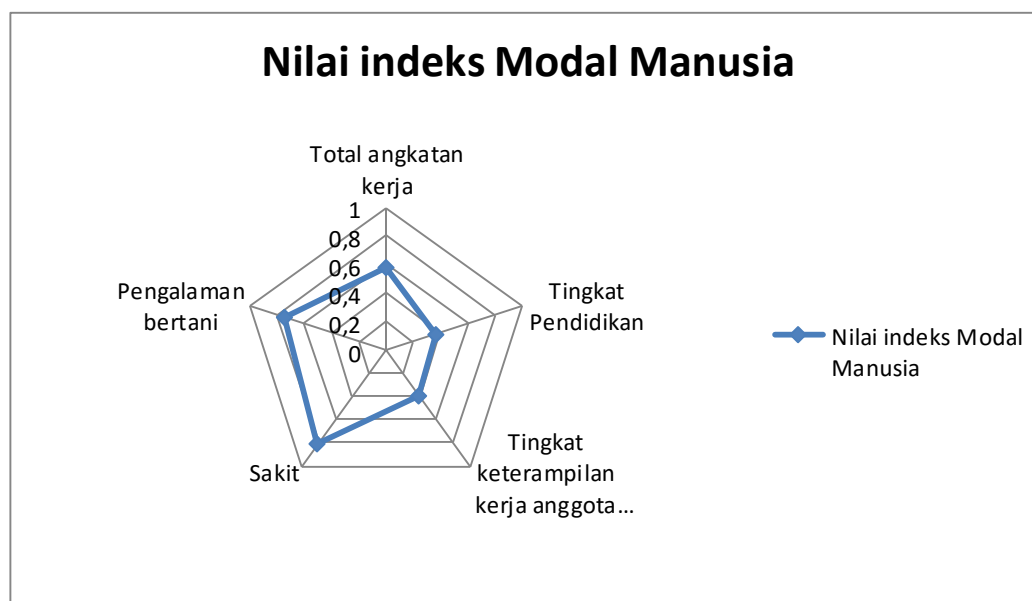 Nilai indeks Modal Manusia
Total angkatan
kerja
1
0,8
0,6
0,4
0,2
0
Tingkat
Pendidikan
Tingkat
keterampilan
kerja anggota...
Sakit
Pengalaman
bertani
Nilai indeks Modal
Manusia